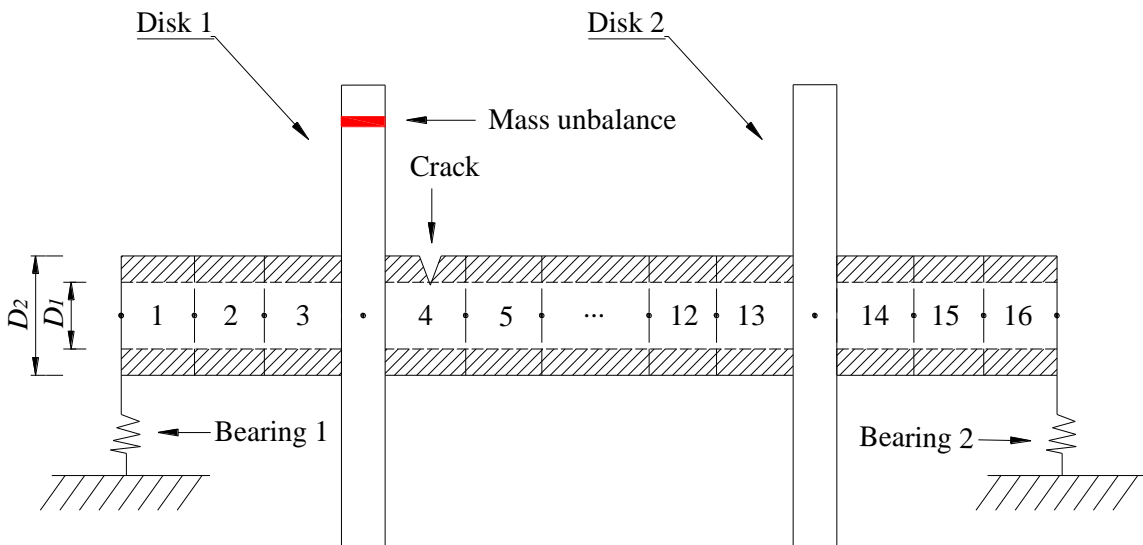 Disk 1
Disk 2
Mass unbalance
Crack
D2
D1
1 2 3 4 5 ... 12 13 14 15 16
Bearing 1
Bearing 2